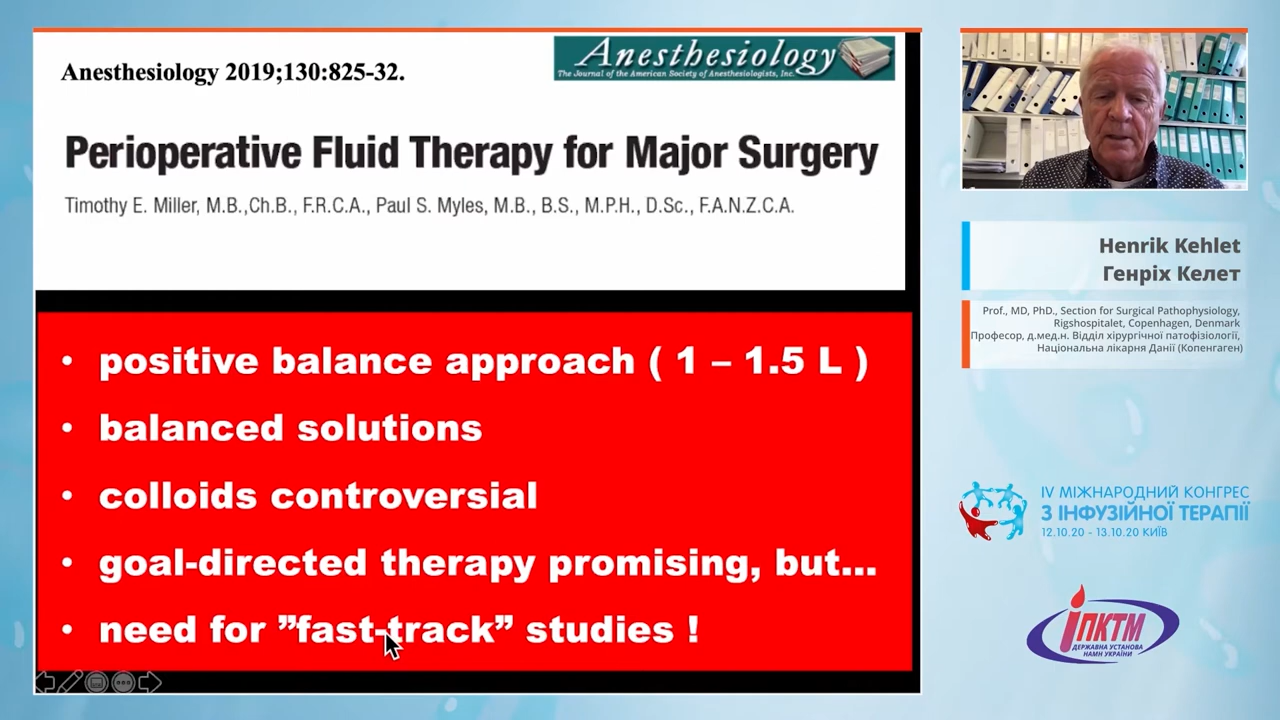 Anesthesiology 2019;130:825-32.
Anesthesiology
The Journal of the American Society of Anesthesiologists, Inc.
Perioperative Fluid Therapy for Major Surgery
Timothy E. Miller, M.B.,Ch.B., F.R.C.A., Paul S. Myles, M.B., B.S., M.P.H., D.Sc., F.A.N.Z.C.A.
• positive balance approach ( 1 – 1.5 L )
• balanced solutions
• colloids controversial
• goal-directed therapy promising, but...
• need for ”fast-track” studies !
Henrik Kehlet
Генріх Келет
Prof., MD, PhD., Section for Surgical Pathophysiology,
Rigshospitalet, Copenhagen, Denmark
Професор, д.мед.н. Відділ хірургічної патофізіології,
Національна лікарня Данії (Копенгаген)
IV МІЖНАРОДНИЙ КОНГРЕС
З ІНФУЗІЙНОЇ ТЕРАПІЇ
12.10.20 - 13.10.20 КИЇВ
ІПКТМ
ДЕРЖАВНА УСТАНОВА
НАМН УКРАЇНИ